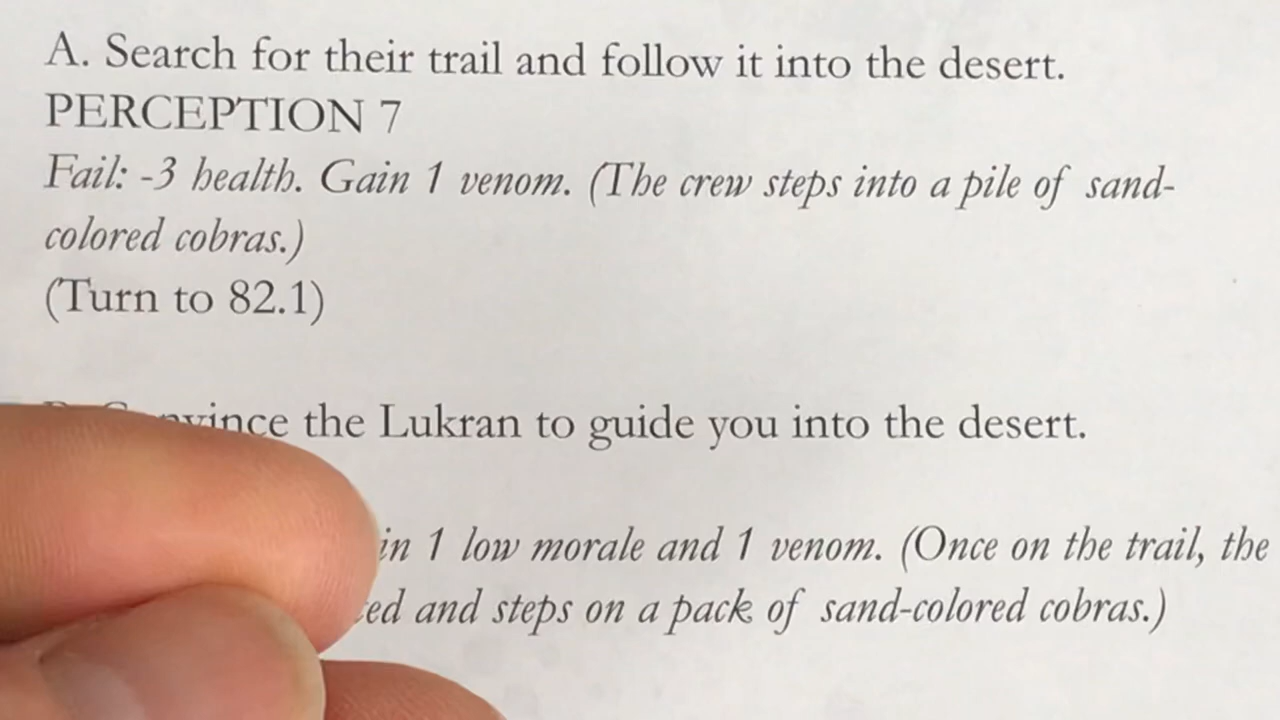 A. Search for their trail and follow it into the desert.
PERCEPTION 7
Fail: -3 health. Gain 1 venom. (The crew steps into a pile of sand-
colored cobras.)
(Turn to 82.1)
the Lukran to guide you into the desert.
1 low morale and 1 venom. (Once on the trail, the
and steps on a pack of sand-colored cobras.)